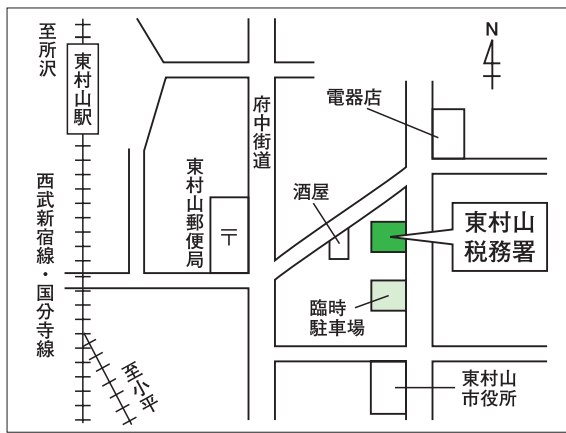 至所沢
東村山駅
西武新宿線・国分寺線
至小平
東村山郵便局
〒
府中街道
酒屋
電器店
N
東村山
税務署
臨時
駐車場
東村山
市役所